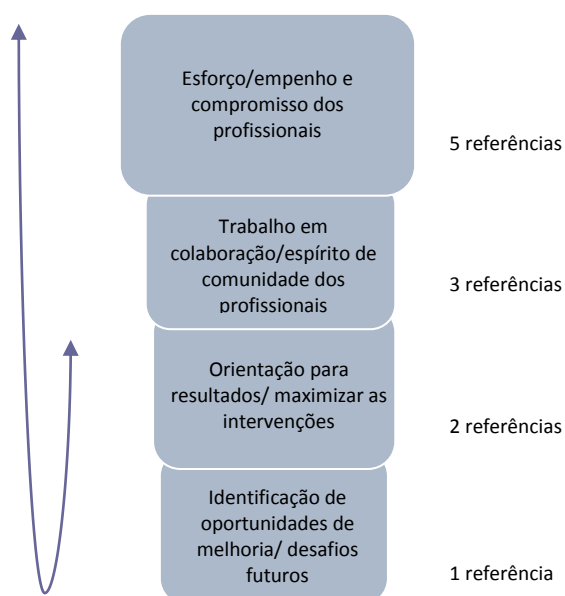 Esforço/empenho e
compromisso dos
profissionais
5 referências
Trabalho em
colaboração/espírito de
comunidade dos
profissionais
3 referências
Orientação para
resultados/ maximizar as
intervenções
2 referências
Identificação de
oportunidades de
melhoria/ desafios
futuros
1 referência